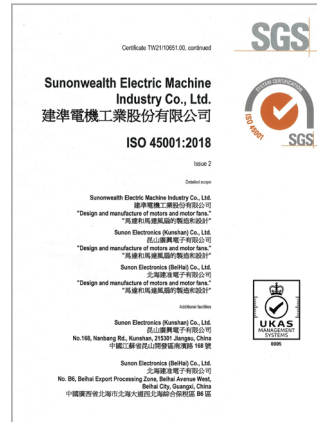 Certificate TW21/10651.00, continued
SGS
Sunonwealth Electric Machine
Industry Co., Ltd.
建準電機工業股份有限公司
ISO 45001:2018
Issue 2
Detailed scope
Sunonwealth Electric Machine Industry Co., Ltd.
建準電機工業股份有限公司
"Design and manufacture of motors and motor fans."
"馬達和馬達風扇的製造和設計"
Sunon Electronics (Kunshan) Co., Ltd.
昆山廣興電子有限公司
"Design and manufacture of motors and motor fans."
"馬達和馬達風扇的製造和設計"
Sunon Electronics (BeiHai) Co., Ltd.
北海建準電子有限公司
"Design and manufacture of motors and motor fans."
"馬達和馬達風扇的製造和設計"
Additional facilities
Sunon Electronics (Kunshan) Co., Ltd.
昆山廣興電子有限公司
No.168, Nanbang Rd., Kunshan, 215301 Jiangsu, China
中國江蘇省昆山開發區南濱路 168 號
Sunon Electronics (BeiHai) Co., Ltd.
北海建準電子有限公司
No. B6, Beihai Export Processing Zone, Beihai Avenue West,
Beihai City, Guangxi, China
中國廣西省北海市北海大道西北海綜合保稅區 B6 區
SYSTEM CERTIFICATION
ISO 45001
SGS
UKAS
MANAGEMENT
SYSTEMS
0005